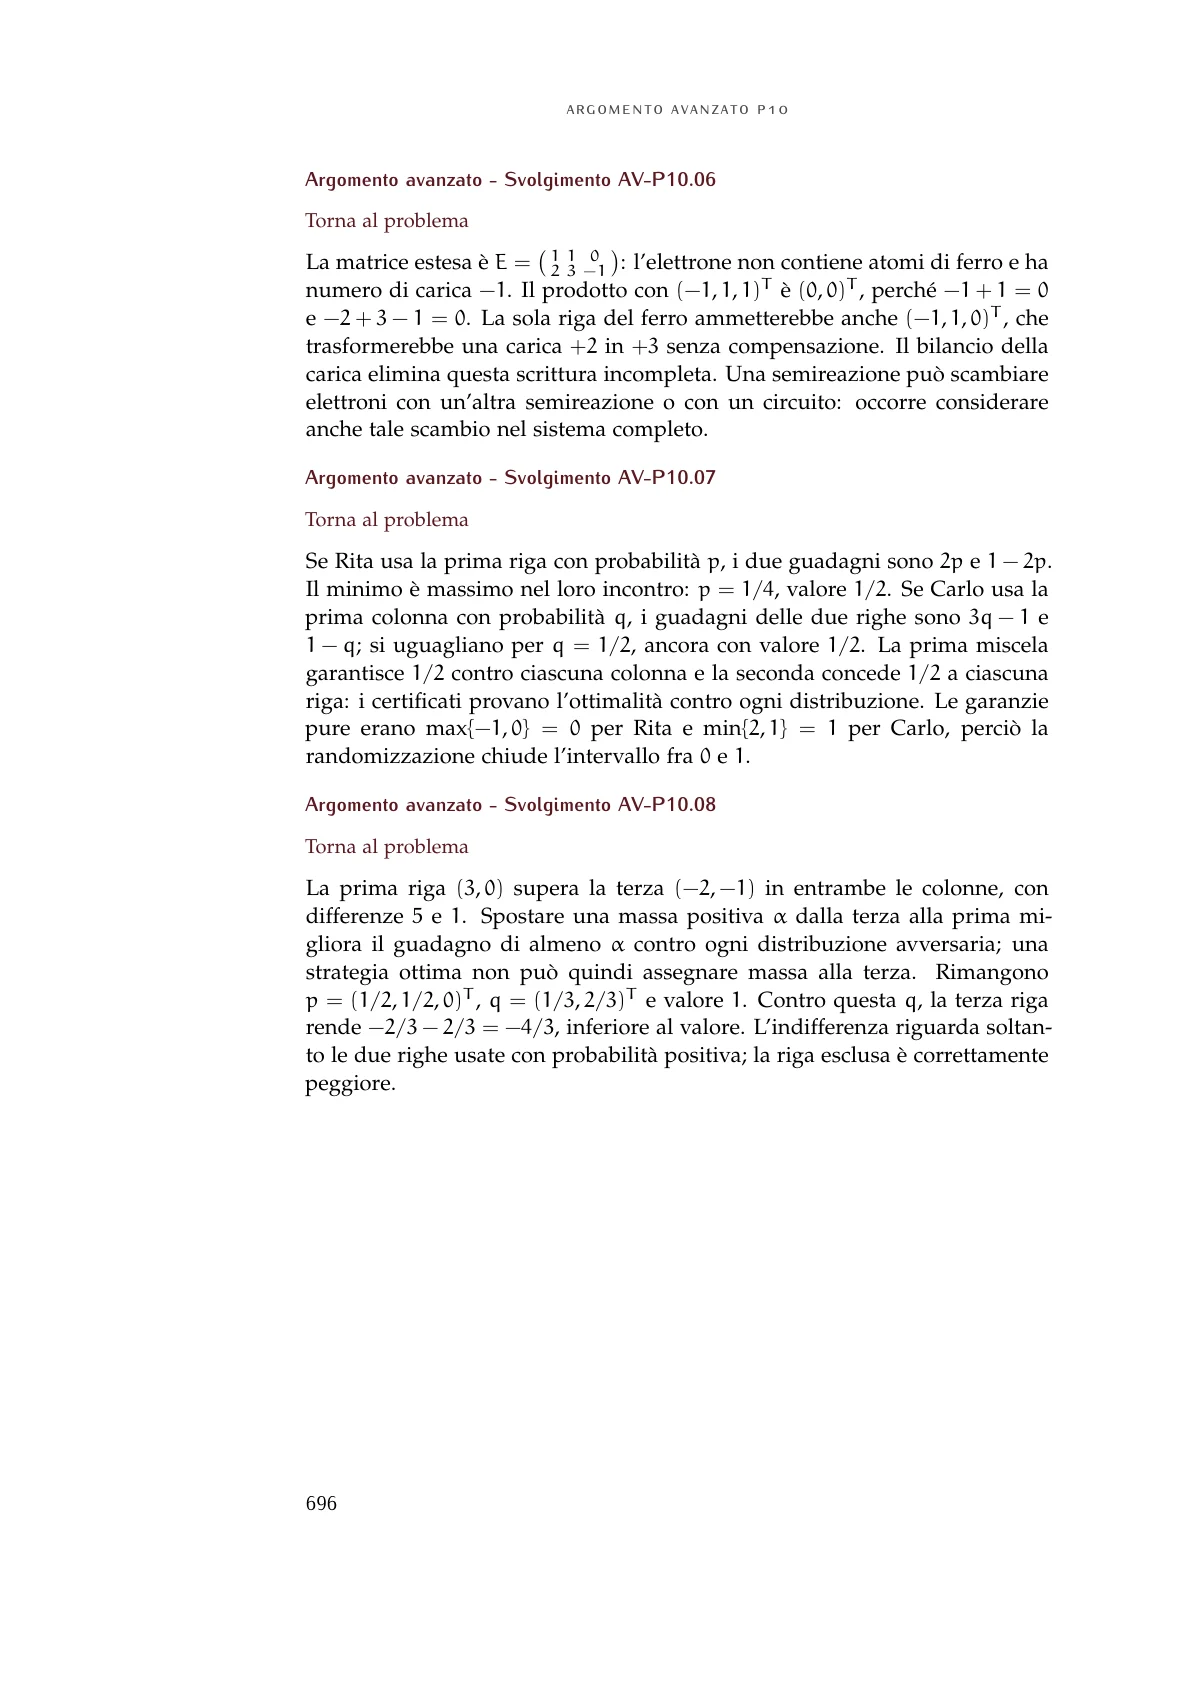 ARGOMENTO AVANZATO P10
Argomento avanzato - Svolgimento AV-P10.06
Torna al problema
La matrice estesa è E = ( 1 1 0 / 2 3 −1 ): l'elettrone non contiene atomi di ferro e ha
numero di carica −1. Il prodotto con (−1, 1, 1)ᵀ è (0, 0)ᵀ, perché −1 + 1 = 0
e −2 + 3 − 1 = 0. La sola riga del ferro ammetterebbe anche (−1, 1, 0)ᵀ, che
trasformerebbe una carica +2 in +3 senza compensazione. Il bilancio della
carica elimina questa scrittura incompleta. Una semireazione può scambiare
elettroni con un'altra semireazione o con un circuito: occorre considerare
anche tale scambio nel sistema completo.
Argomento avanzato - Svolgimento AV-P10.07
Torna al problema
Se Rita usa la prima riga con probabilità p, i due guadagni sono 2p e 1 − 2p.
Il minimo è massimo nel loro incontro: p = 1/4, valore 1/2. Se Carlo usa la
prima colonna con probabilità q, i guadagni delle due righe sono 3q − 1 e
1 − q; si uguagliano per q = 1/2, ancora con valore 1/2. La prima miscela
garantisce 1/2 contro ciascuna colonna e la seconda concede 1/2 a ciascuna
riga: i certificati provano l'ottimalità contro ogni distribuzione. Le garanzie
pure erano max{−1, 0} = 0 per Rita e min{2, 1} = 1 per Carlo, perciò la
randomizzazione chiude l'intervallo fra 0 e 1.
Argomento avanzato - Svolgimento AV-P10.08
Torna al problema
La prima riga (3, 0) supera la terza (−2, −1) in entrambe le colonne, con
differenze 5 e 1. Spostare una massa positiva α dalla terza alla prima mi-
gliora il guadagno di almeno α contro ogni distribuzione avversaria; una
strategia ottima non può quindi assegnare massa alla terza. Rimangono
p = (1/2, 1/2, 0)ᵀ, q = (1/3, 2/3)ᵀ e valore 1. Contro questa q, la terza riga
rende −2/3 − 2/3 = −4/3, inferiore al valore. L'indifferenza riguarda soltan-
to le due righe usate con probabilità positiva; la riga esclusa è correttamente
peggiore.
696